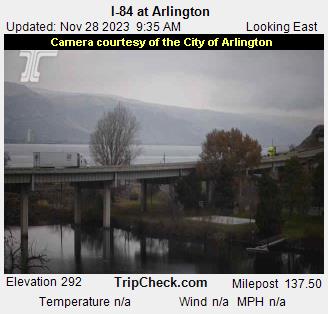 I-84 at Arlington
Updated: Nov 28 2023 9:35 AM Looking East
Camera courtesy of the City of Arlington
Elevation 292 TripCheck.com Milepost 137.50
Temperature n/a Wind n/a MPH n/a